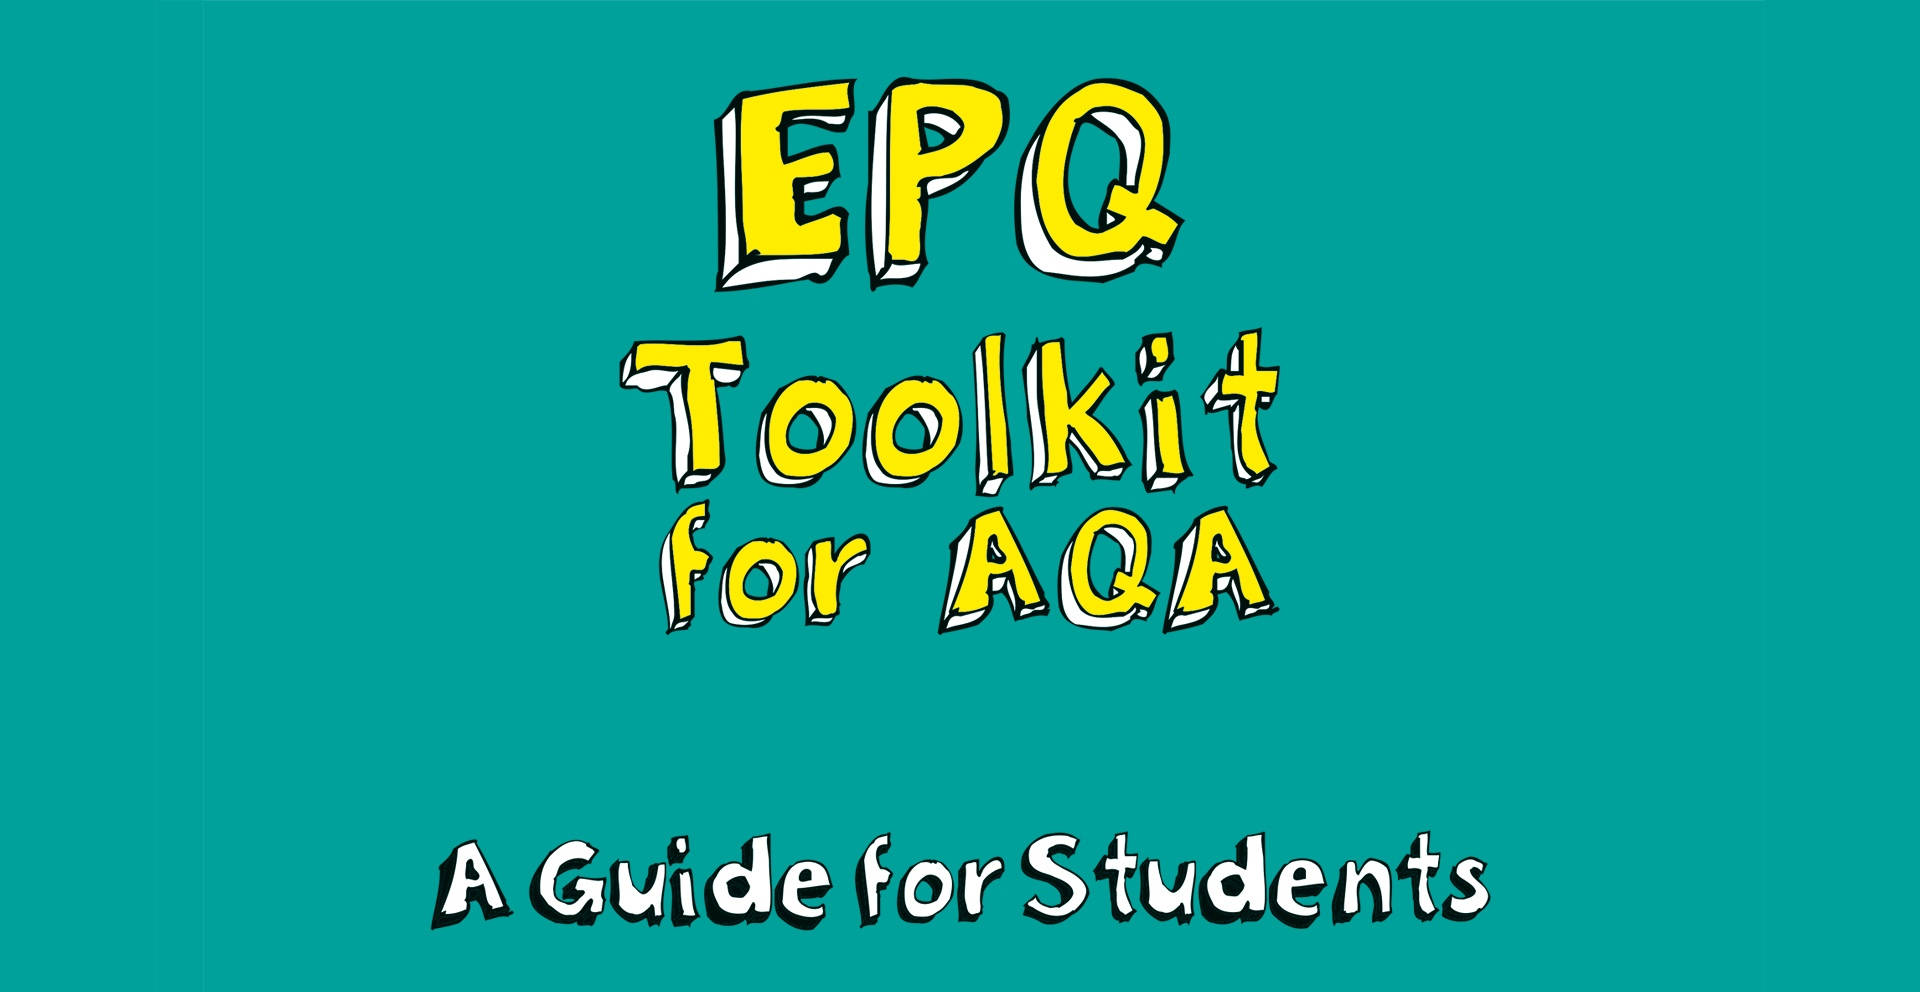 EPQ
Toolkit
for AQA
A Guide for Students